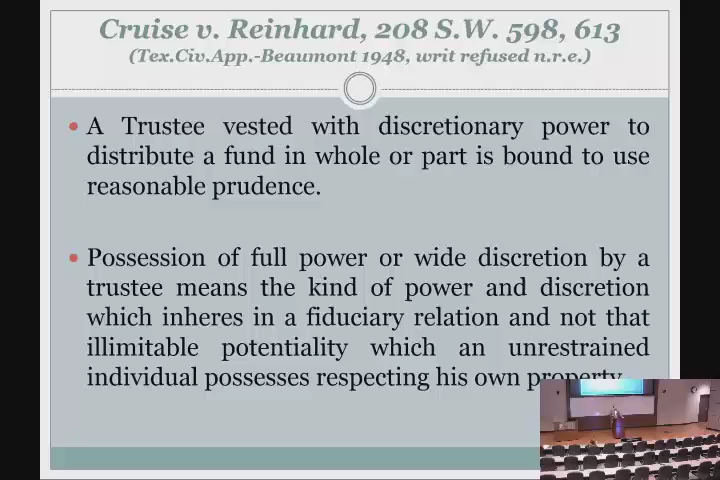 Cruise v. Reinhard, 208 S.W. 598, 613
(Tex.Civ.App.-Beaumont 1948, writ refused n.r.e.)
• A Trustee vested with discretionary power to
distribute a fund in whole or part is bound to use
reasonable prudence.
• Possession of full power or wide discretion by a
trustee means the kind of power and discretion
which inheres in a fiduciary relation and not that
illimitable potentiality which an unrestrained
individual possesses respecting his own property.